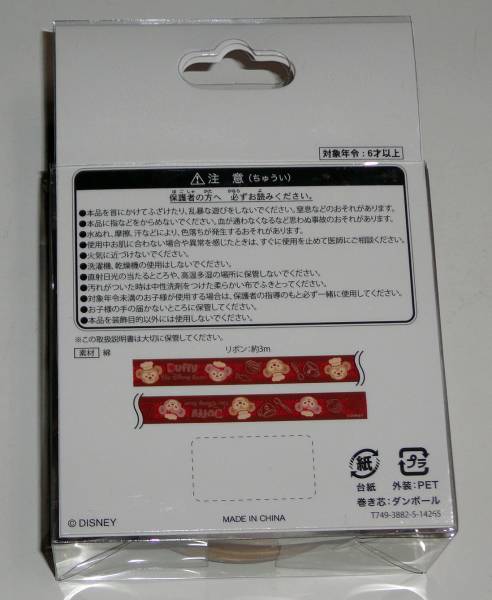 対象年令:6才以上
⚠注 意(ちゅうい)
保護者の方へ 必ずお読みください。
●本品を首にかけてふざけたり、乱暴な遊びをしないでください。窒息などのおそれがあります。
●本品に指などをからめないでください。血が通わなくなるなど思わぬ事故のおそれがあります。
●水ぬれ、摩擦、汗などにより、色落ちが発生するおそれがあります。
●使用中お肌に合わない場合や異常を感じたときは、すぐに使用を止めて医師にご相談ください。
●火気に近づけないでください。
●洗濯機、乾燥機の使用はしないでください。
●直射日光の当たるところや、高温多湿の場所に保管しないでください。
●汚れがついた時は中性洗剤をつけた柔らかい布でふきとってください。
●対象年令未満のお子様が使用する場合は、保護者の指導のもと必ず一緒に使用してください。
●お子様の手の届かないところに保管してください。
●本品を装飾目的以外には使用しないでください。
※この取扱説明書は大切に保管してください。
素材 綿
リボン:約3m
Duffy
The Disney Bear
Duffy
The Disney Bear
©DISNEY
紙
プラ
台紙
外装:PET
巻き芯:ダンボール
T749-3882-S-14265
© DISNEY
MADE IN CHINA